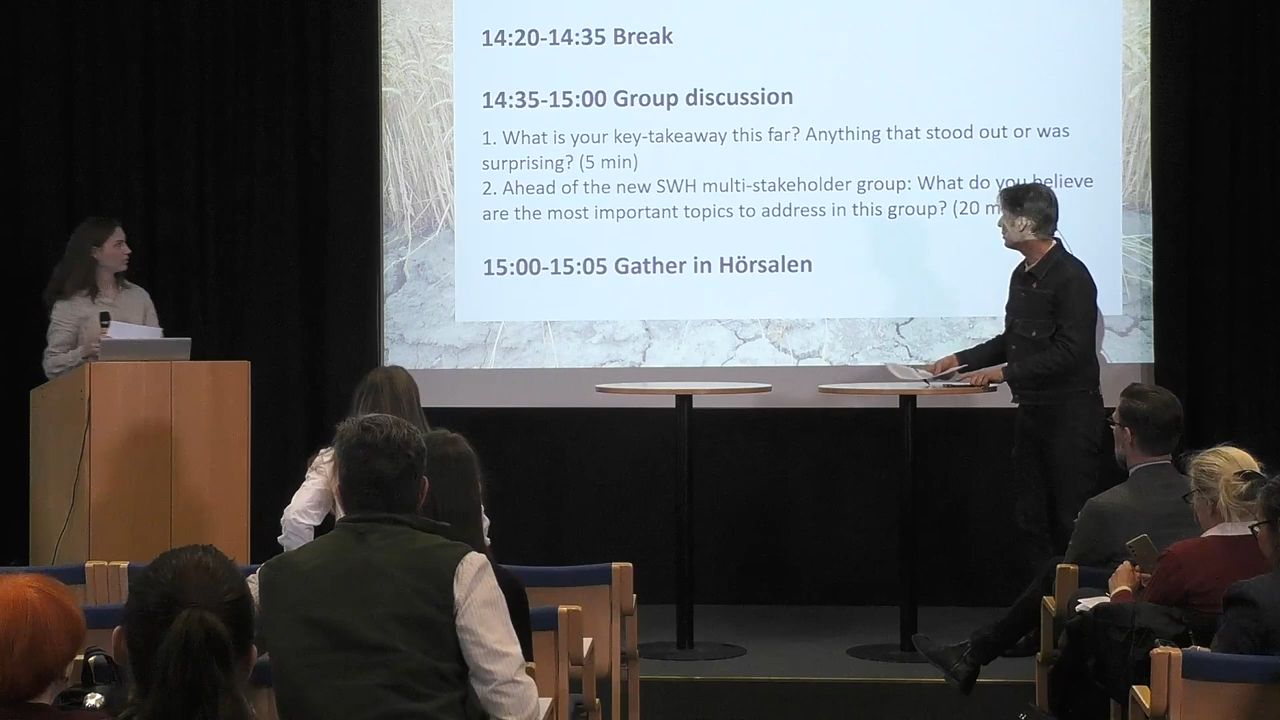 14:20-14:35 Break
14:35-15:00 Group discussion
1. What is your key-takeaway this far? Anything that stood out or was
surprising? (5 min)
2. Ahead of the new SWH multi-stakeholder group: What do you believe
are the most important topics to address in this group? (20 m
15:00-15:05 Gather in Hörsalen